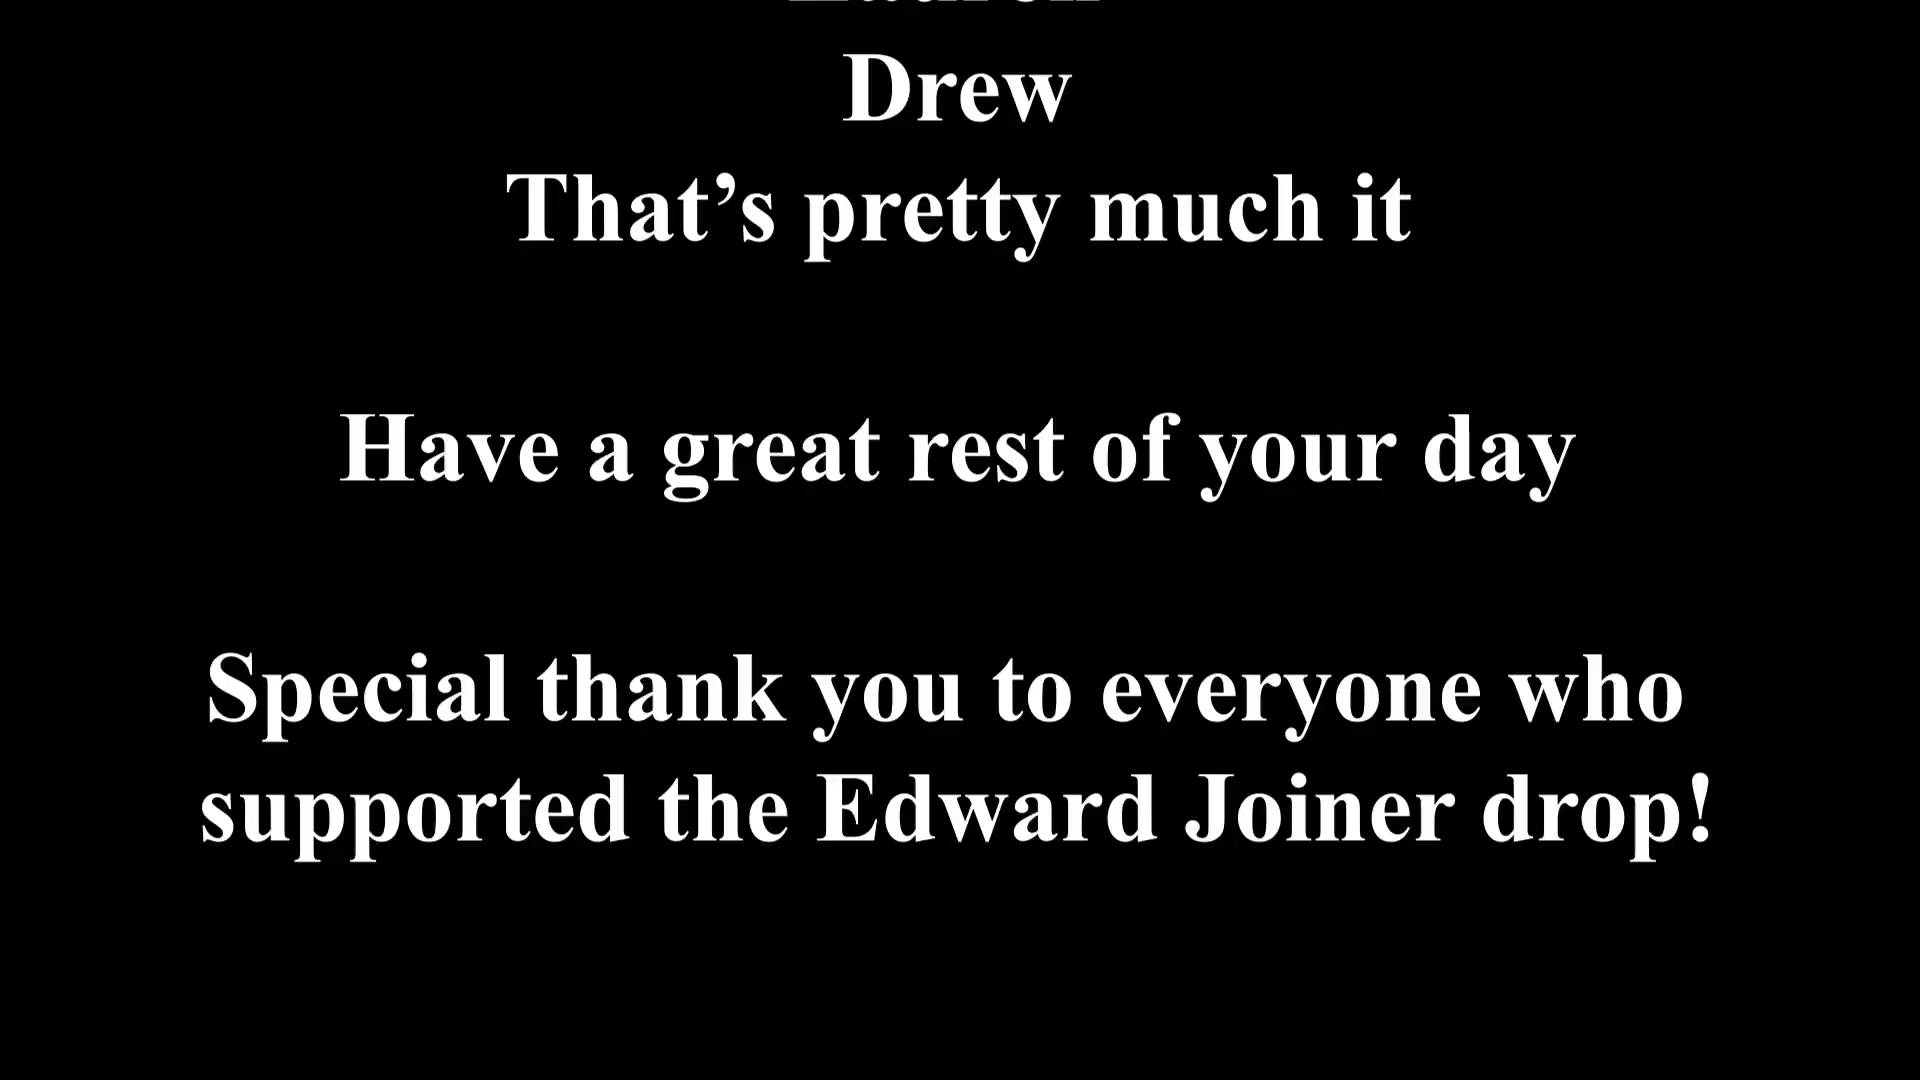 Drew
That’s pretty much it
Have a great rest of your day
Special thank you to everyone who
supported the Edward Joiner drop!